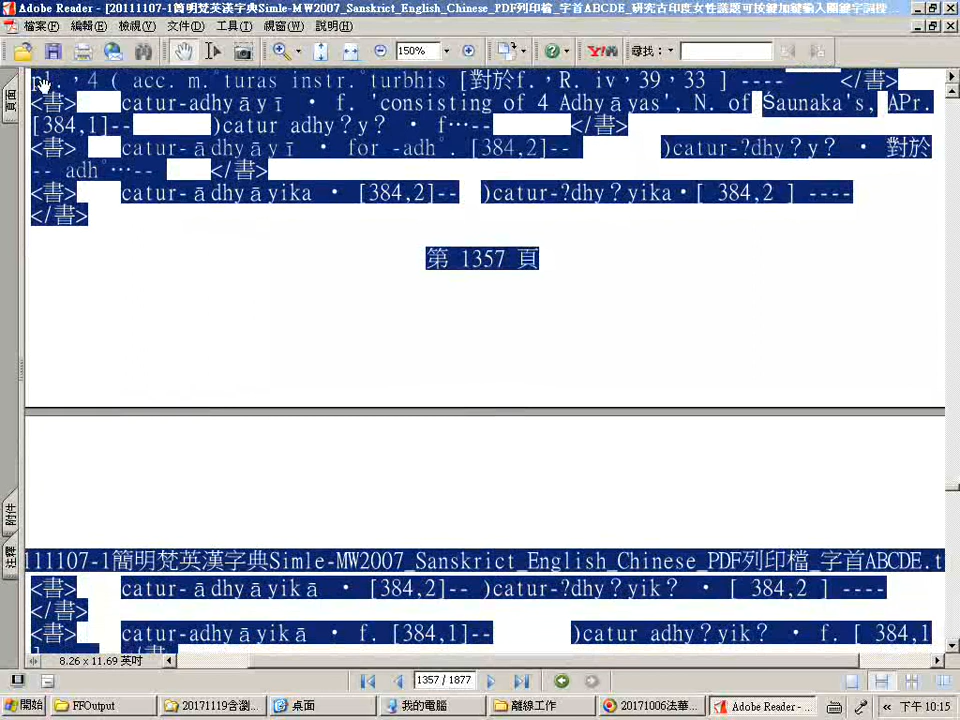 Adobe Reader - [20111107-1簡明梵英漢字典Simle-MW2007_Sanskrict_English_Chinese_PDF列印檔_字首ABCDE_研究古印度女性議題可按鍵加鍵輸入關鍵字詞搜
檔案(F) 編輯(E) 檢視(V) 文件(D) 工具(T) 視窗(W) 說明(H)
150% Y! 尋找:
頁面
，4 ( acc. m. °turas instr. °turbhis [對於f. ，R. iv，39，33 ] ---- </書>
<書> catur-adhyāyī · f. 'consisting of 4 Adhyāyas', N. of Śaunaka's, APr.
[384,1]-- )catur adhy?y? · f…-- </書>
<書> catur-ādhyāyī · for -adh°. [384,2]-- )catur-?dhy?y? · 對於
-- adh°…-- </書>
<書> catur-ādhyāyika · [384,2]-- )catur-?dhy?yika·[ 384,2 ] ----
</書>
第 1357 頁
附件
注釋
111107-1簡明梵英漢字典Simle-MW2007_Sanskrict_English_Chinese_PDF列印檔_字首ABCDE.t
<書> catur-ādhyāyikā · [384,2]-- )catur-?dhy?yik? · [ 384,2 ] ----
</書>
<書> catur-adhyāyikā · f. [384,1]-- )catur adhy?yik? · f. [ 384,1
8.26 x 11.69 英吋
1357 / 1877
開始 FFOutput 20171119含瀏... 桌面 我的電腦 離線工作 20171006法華... Adobe Reader - ... « 下午 10:15